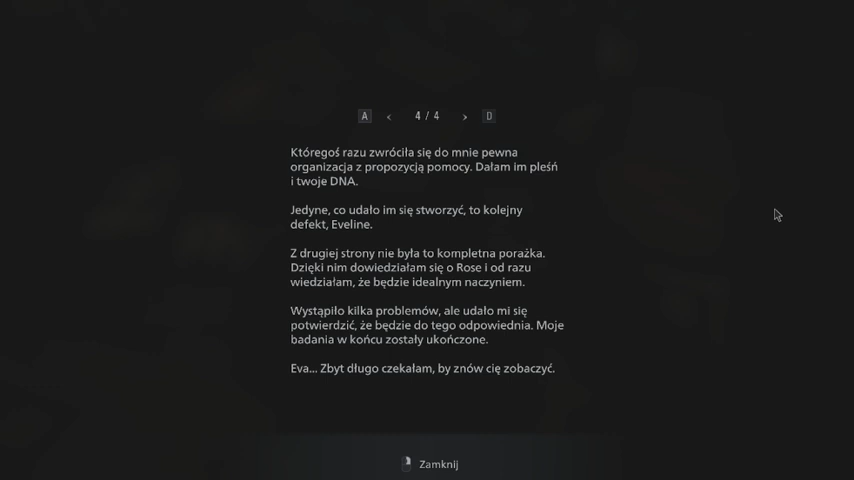 A < 4 / 4 > D
Któregoś razu zwróciła się do mnie pewna
organizacja z propozycją pomocy. Dałam im pleśń
i twoje DNA.
Jedyne, co udało im się stworzyć, to kolejny
defekt, Eveline.
Z drugiej strony nie była to kompletna porażka.
Dzięki nim dowiedziałam się o Rose i od razu
wiedziałam, że będzie idealnym naczyniem.
Wystąpiło kilka problemów, ale udało mi się
potwierdzić, że będzie do tego odpowiednia. Moje
badania w końcu zostały ukończone.
Eva... Zbyt długo czekałam, by znów cię zobaczyć.
Zamknij